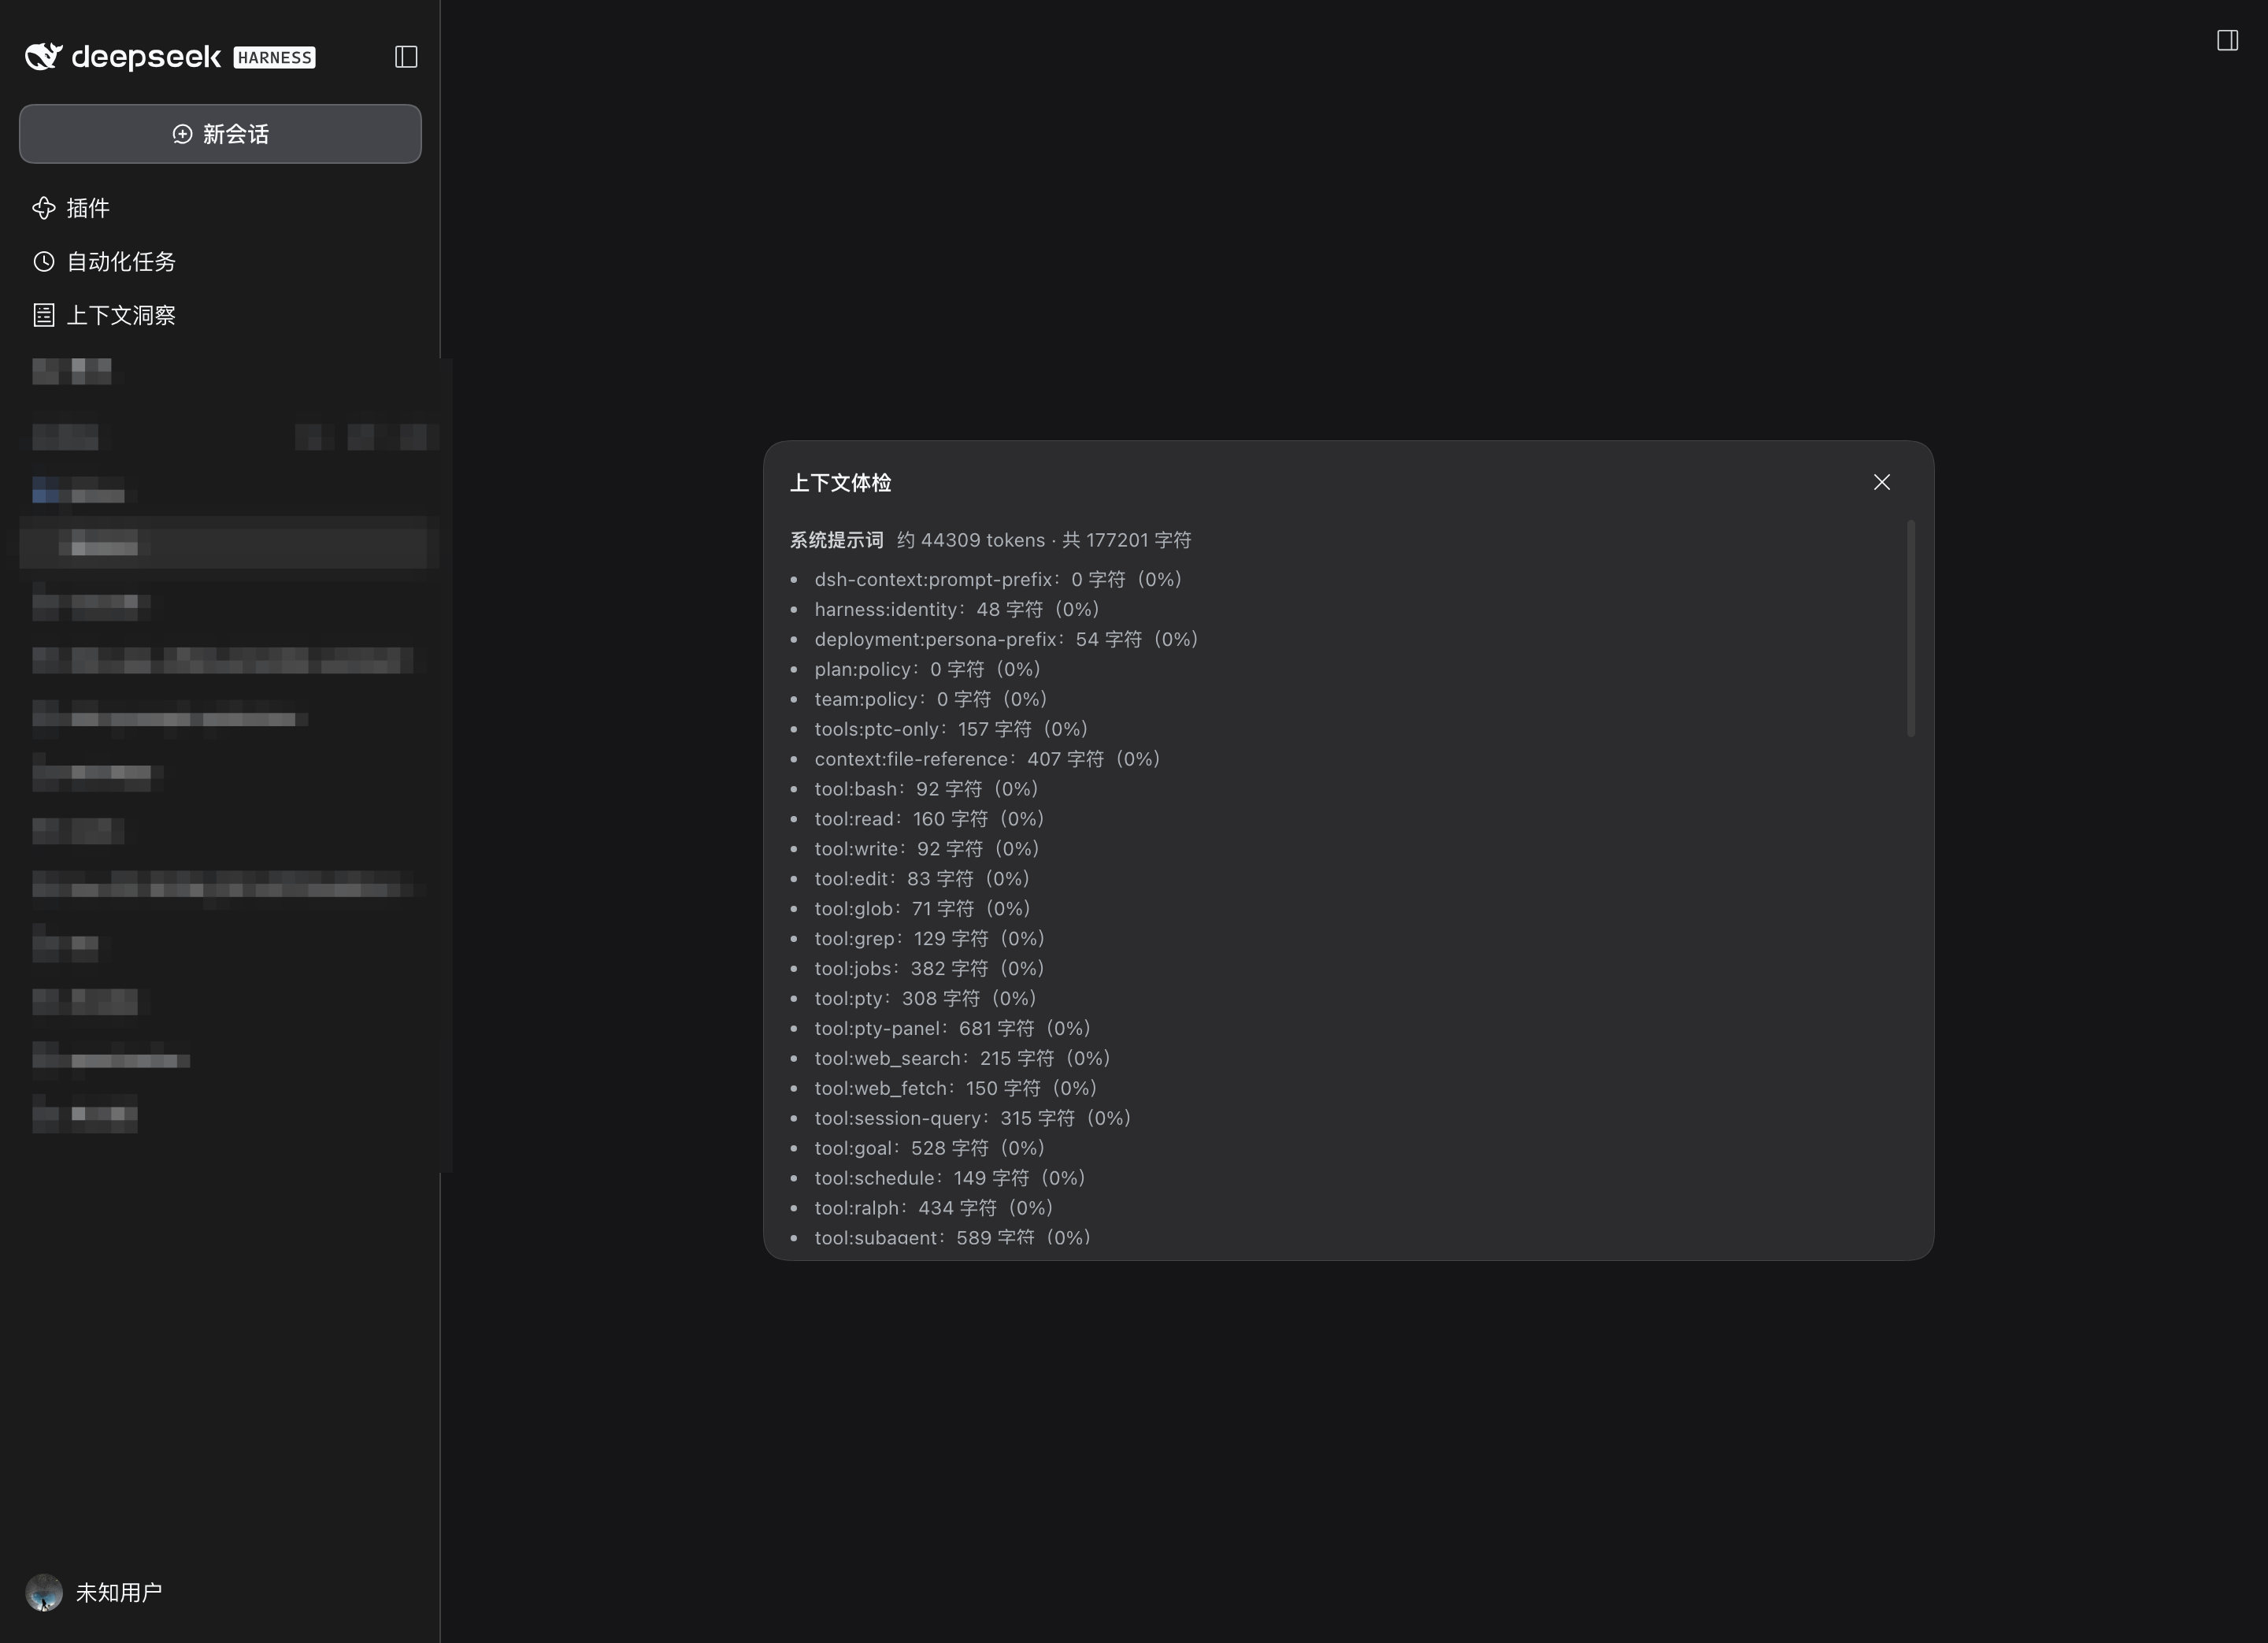 deepseek HARNESS
新会话
插件
自动化任务
上下文洞察
未知用户
上下文体检
系统提示词 约 44309 tokens · 共 177201 字符
• dsh-context:prompt-prefix：0 字符（0%）
• harness:identity：48 字符（0%）
• deployment:persona-prefix：54 字符（0%）
• plan:policy：0 字符（0%）
• team:policy：0 字符（0%）
• tools:ptc-only：157 字符（0%）
• context:file-reference：407 字符（0%）
• tool:bash：92 字符（0%）
• tool:read：160 字符（0%）
• tool:write：92 字符（0%）
• tool:edit：83 字符（0%）
• tool:glob：71 字符（0%）
• tool:grep：129 字符（0%）
• tool:jobs：382 字符（0%）
• tool:pty：308 字符（0%）
• tool:pty-panel：681 字符（0%）
• tool:web_search：215 字符（0%）
• tool:web_fetch：150 字符（0%）
• tool:session-query：315 字符（0%）
• tool:goal：528 字符（0%）
• tool:schedule：149 字符（0%）
• tool:ralph：434 字符（0%）
• tool:subagent：589 字符（0%）